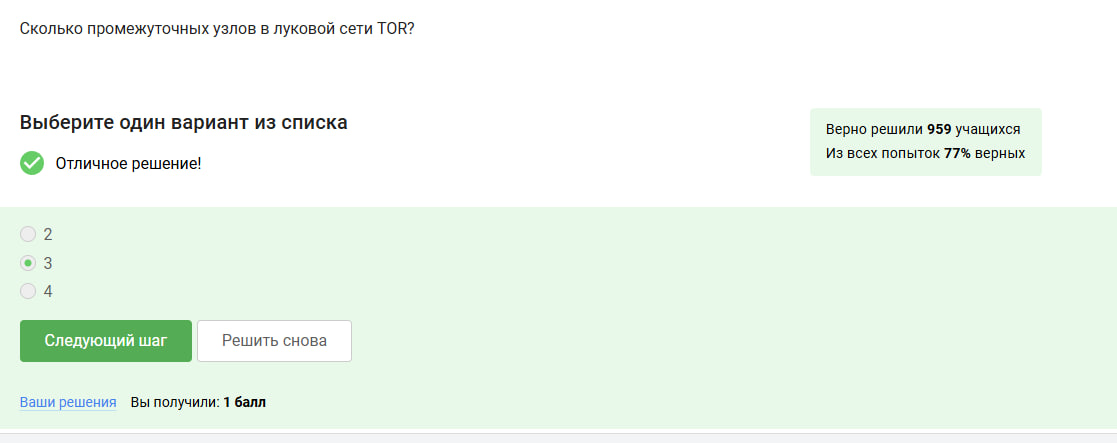 Сколько промежуточных узлов в луковой сети TOR?
Выберите один вариант из списка
Отличное решение!
Верно решили 959 учащихся
Из всех попыток 77% верных
2
3
4
Следующий шаг
Решить снова
Ваши решения Вы получили: 1 балл